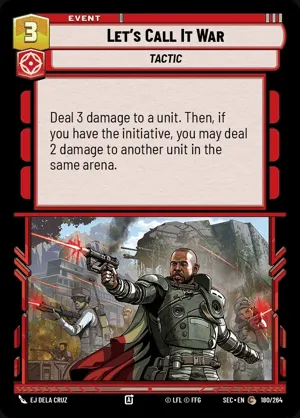 3
EVENT
LET'S CALL IT WAR
TACTIC
Deal 3 damage to a unit. Then, if
you have the initiative, you may deal
2 damage to another unit in the
same arena.
EJ DELA CRUZ
© LFL © FFG
SEC • EN C 180/264